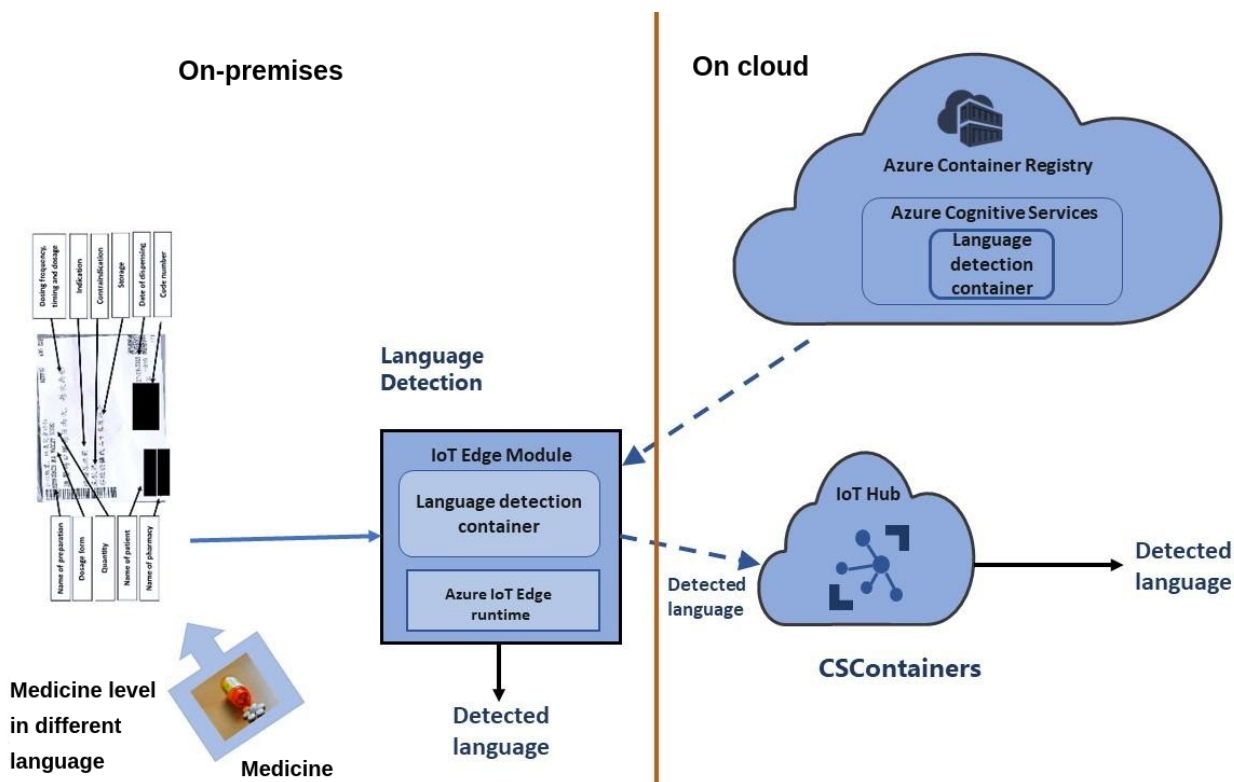 On-premises
On cloud
Azure Container Registry
Azure Cognitive Services
Language
detection
container
Dosing frequency,
timing and dosage
Indication
Contraindication
Storage
Date of dispensing
Code number
Name of preparation
Dosage form
Quantity
Name of patient
Name of pharmacy
Language
Detection
IoT Edge Module
Language detection
container
Azure IoT Edge
runtime
Detected
language
IoT Hub
Detected
language
CSContainers
Detected
language
Medicine level
in different
language
Medicine